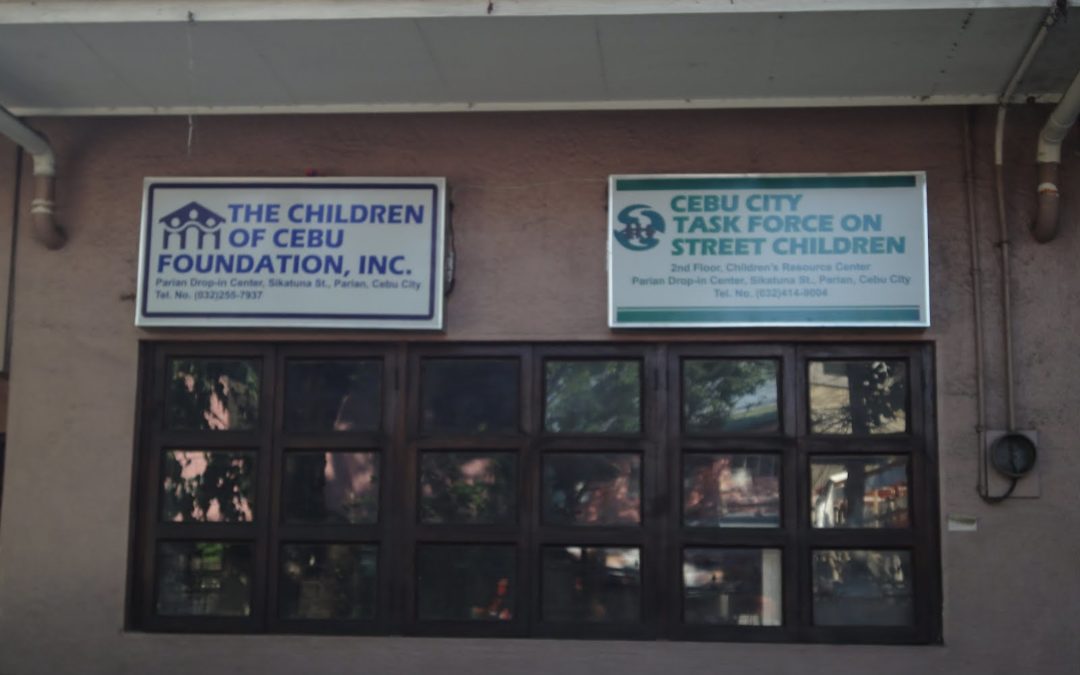 THE CHILDREN
OF CEBU
FOUNDATION, INC.
Parian Drop-in Center, Sikatuna St., Parian, Cebu City
Tel. No. (032)255-7937
CEBU CITY
TASK FORCE ON
STREET CHILDREN
2nd Floor, Children's Resource Center
Parian Drop-in Center, Sikatuna St., Parian, Cebu City
Tel. No. (032)414-9004